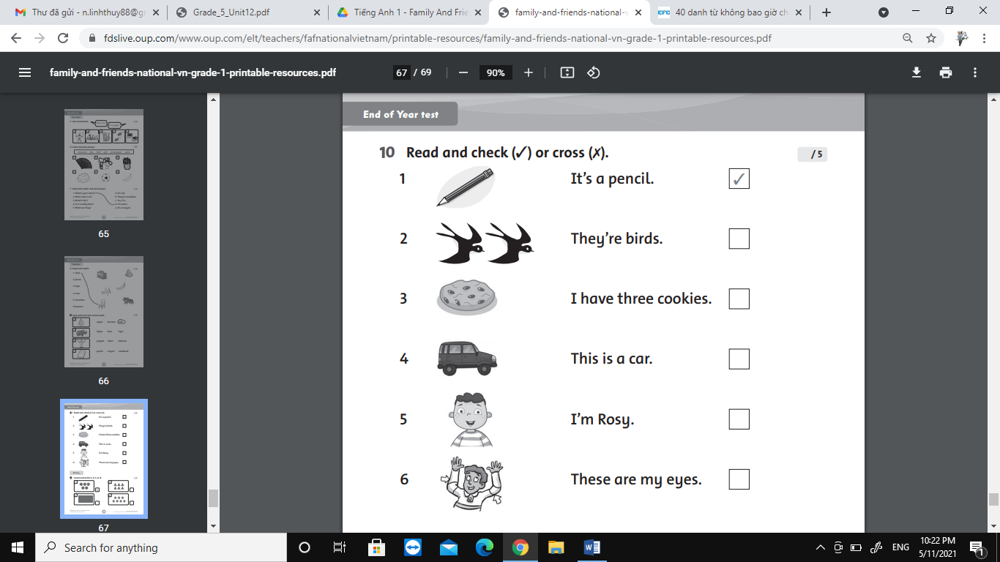 Thư đã gửi - n.linhthuy88@g
Grade_5_Unit12.pdf
Tiếng Anh 1 - Family And Frie
family-and-friends-national-v
EFC 40 danh từ không bao giờ ch
fdslive.oup.com/www.oup.com/elt/teachers/fafnationalvietnam/printable-resources/family-and-friends-national-vn-grade-1-printable-resources.pdf
family-and-friends-national-vn-grade-1-printable-resources.pdf
67 / 69
90%
65
66
67
End of Year test
10 Read and check (✓) or cross (✗). / 5
1 It's a pencil. ✓
2 They're birds.
3 I have three cookies.
4 This is a car.
5 I'm Rosy.
6 These are my eyes.
Search for anything
ENG
10:22 PM
5/11/2021
1